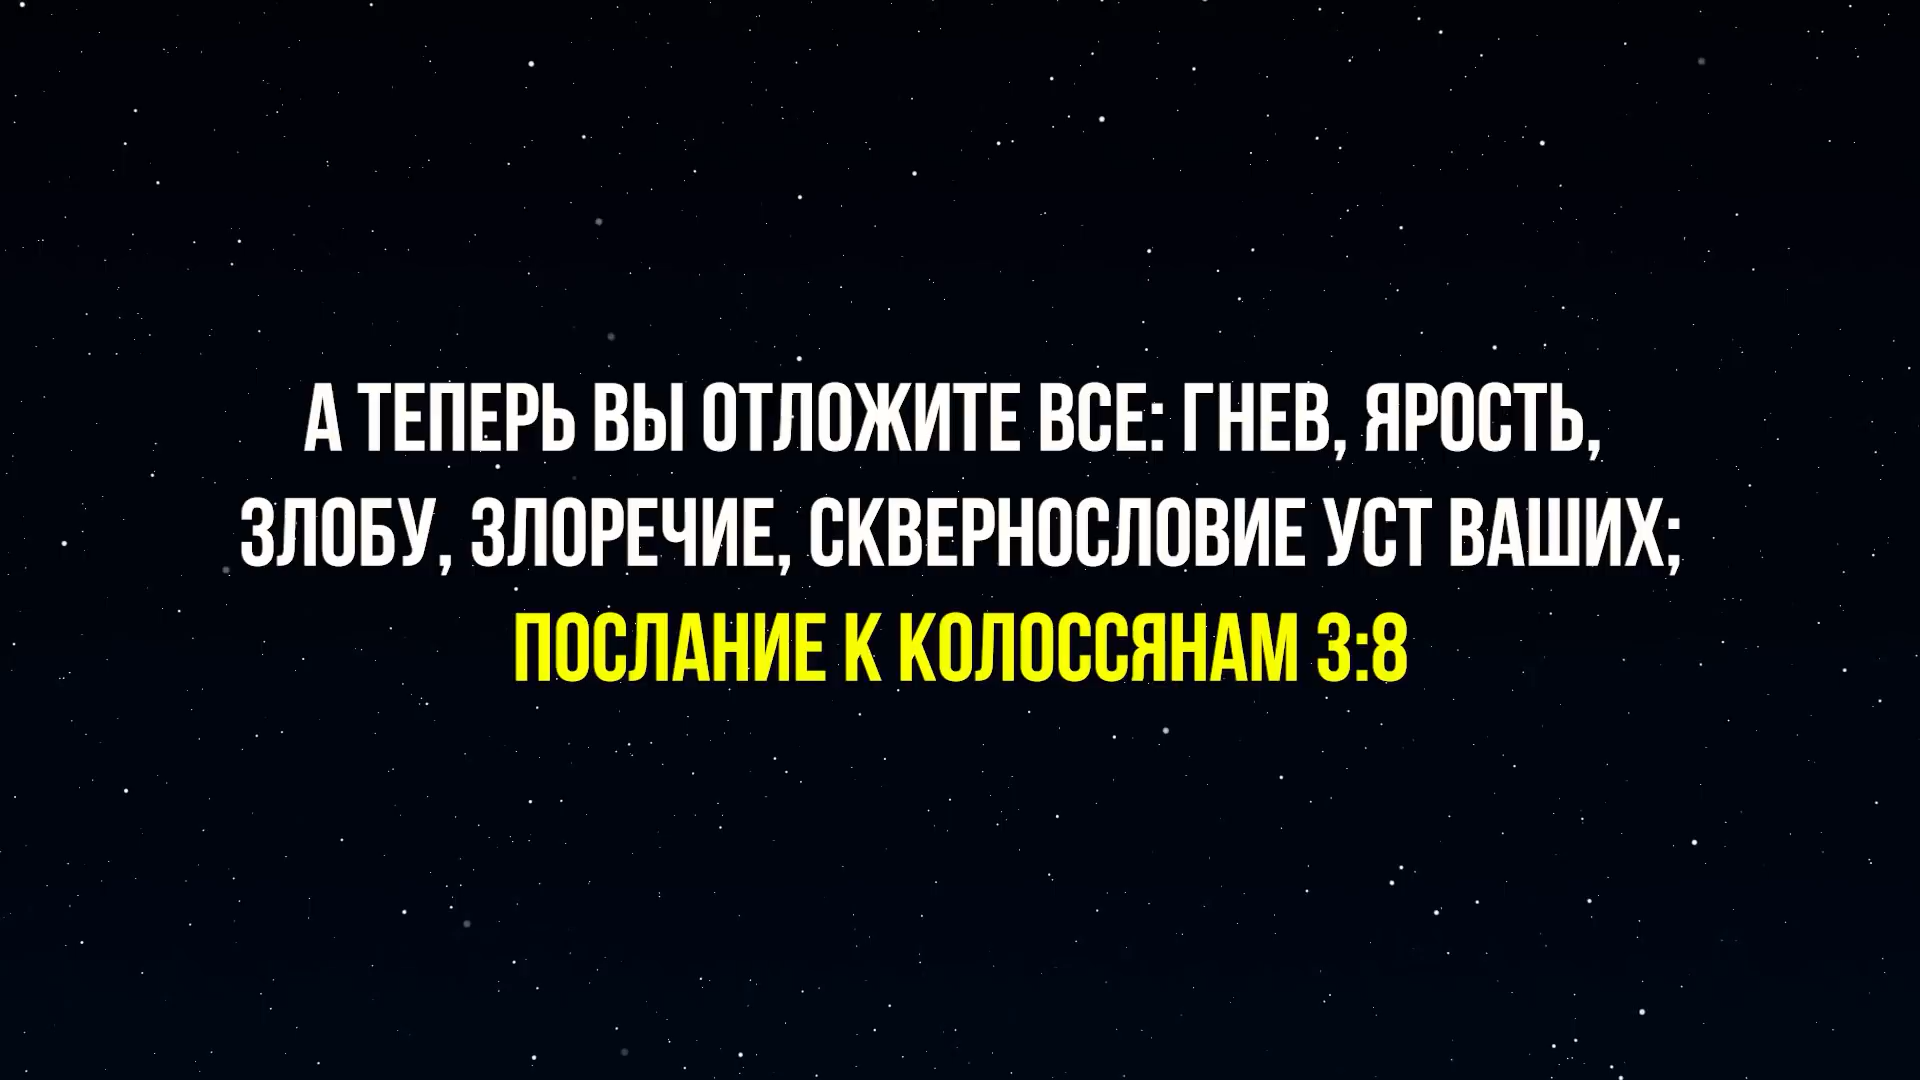 А ТЕПЕРЬ ВЫ ОТЛОЖИТЕ ВСЕ: ГНЕВ, ЯРОСТЬ,
ЗЛОБУ, ЗЛОРЕЧИЕ, СКВЕРНОСЛОВИЕ УСТ ВАШИХ;
ПОСЛАНИЕ К КОЛОССЯНАМ 3:8